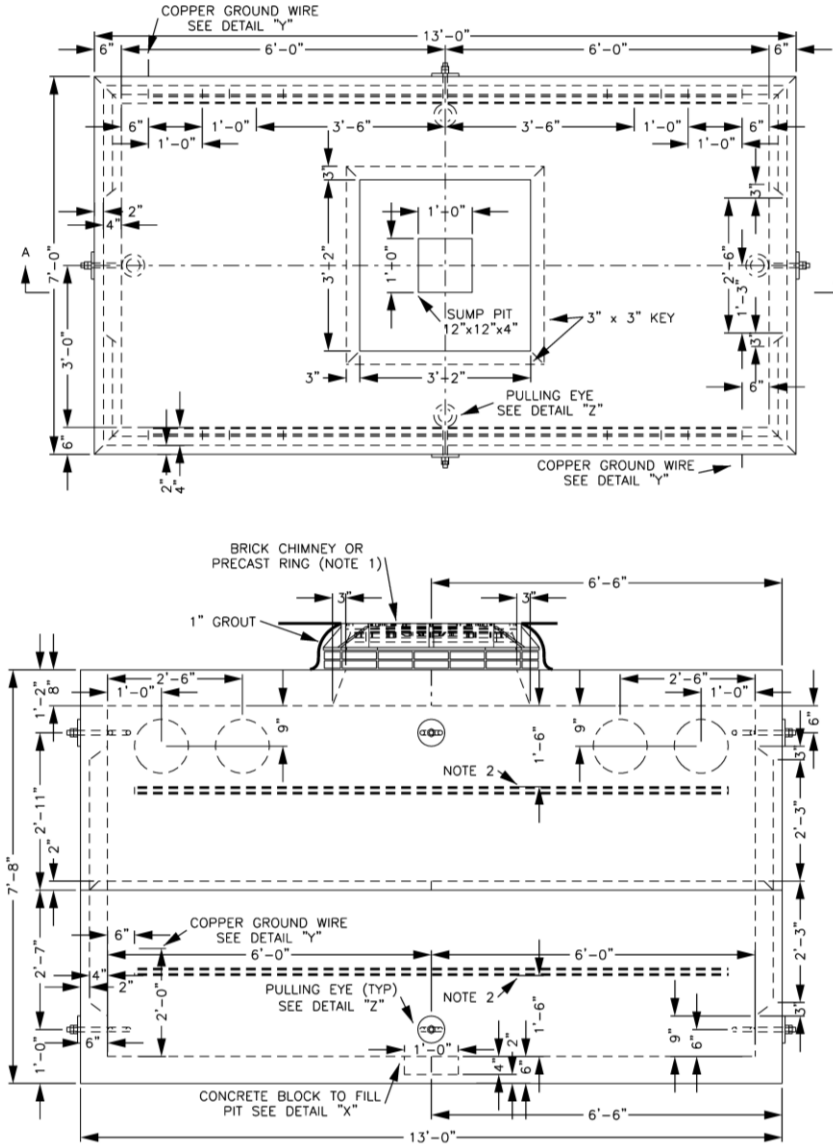 COPPER GROUND WIRE
SEE DETAIL "Y"
13'-0"
6" 6'-0" 6'-0" 6"
6" 1'-0" 3'-6" 3'-6" 1'-0" 6"
1'-0" 1'-0"
3"
2"
4"
1'-0"
3"
A
7'-0"
3'-2"
1'-0"
2'-6"
1'-3"
SUMP PIT
12"x12"x4"
3" x 3" KEY
3'-0"
3"
3" 3'-2"
6"
PULLING EYE
SEE DETAIL "Z"
6"
2"
4"
COPPER GROUND WIRE
SEE DETAIL "Y"
BRICK CHIMNEY OR
PRECAST RING (NOTE 1)
6'-6"
3" 3"
1" GROUT
2'-6" 2'-6"
1'-0" 1'-0"
1'-2"
8"
9"
1'-6"
9"
6"
3"
NOTE 2
2'-11"
2'-3"
2"
7'-8"
COPPER GROUND WIRE
SEE DETAIL "Y"
6"
6'-0" 6'-0"
2'-7"
2'-3"
4"
2"
2'-0"
PULLING EYE (TYP)
SEE DETAIL "Z"
NOTE 2
1'-6"
3"
9"
6"
1'-0"
6"
1'-0"
2"
4"
6"
CONCRETE BLOCK TO FILL
PIT SEE DETAIL "X"
6'-6"
13'-0"